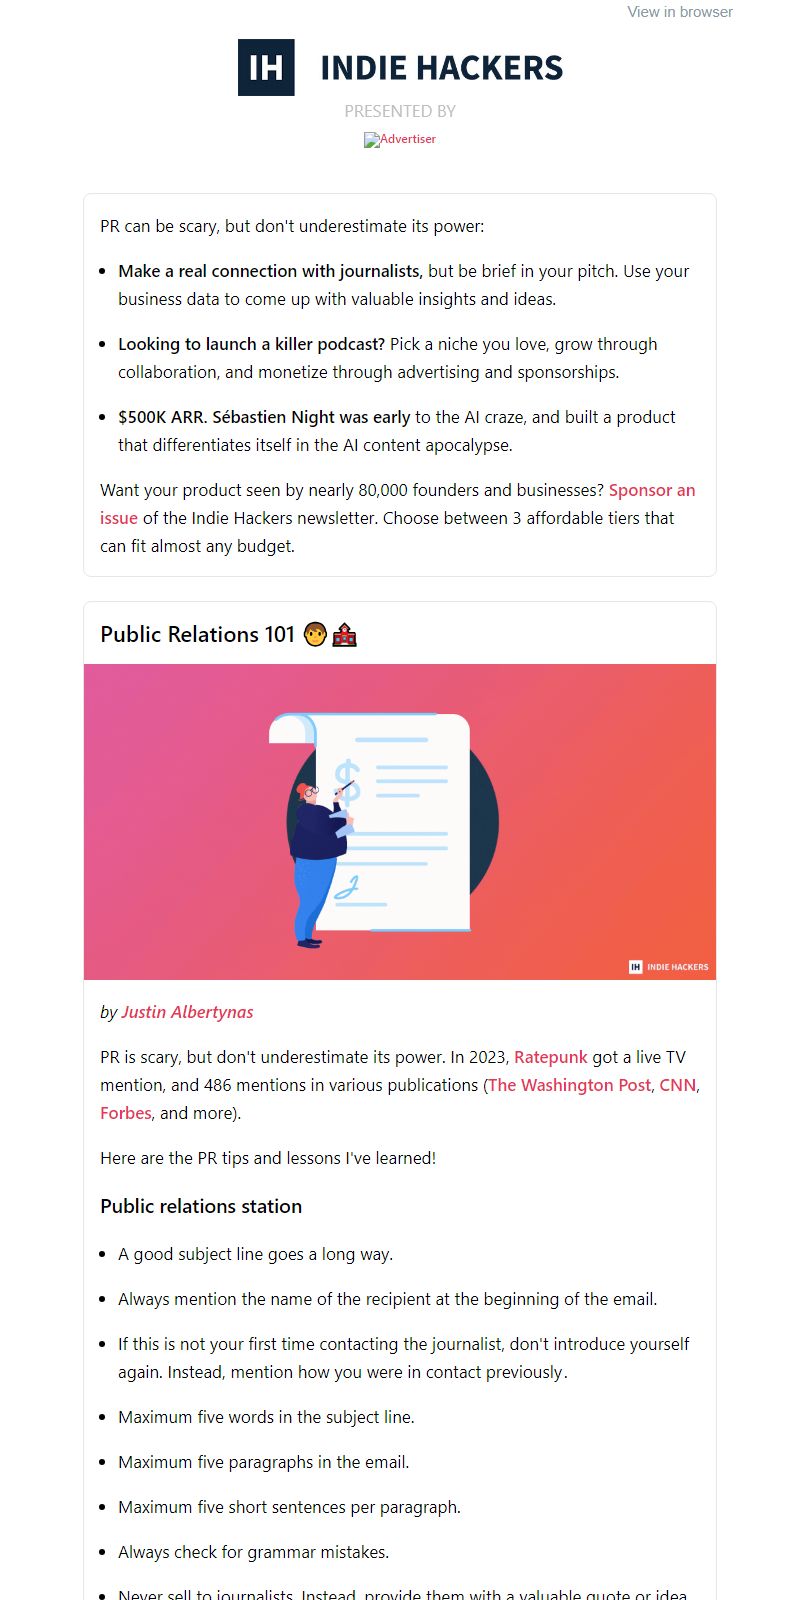 View in browser
IH INDIE HACKERS
PRESENTED BY
Advertiser
PR can be scary, but don't underestimate its power:
• Make a real connection with journalists, but be brief in your pitch. Use your
business data to come up with valuable insights and ideas.
• Looking to launch a killer podcast? Pick a niche you love, grow through
collaboration, and monetize through advertising and sponsorships.
• $500K ARR. Sébastien Night was early to the AI craze, and built a product
that differentiates itself in the AI content apocalypse.
Want your product seen by nearly 80,000 founders and businesses? Sponsor an
issue of the Indie Hackers newsletter. Choose between 3 affordable tiers that
can fit almost any budget.
Public Relations 101 🧑🏫
$
IH INDIE HACKERS
by Justin Albertynas
PR is scary, but don't underestimate its power. In 2023, Ratepunk got a live TV
mention, and 486 mentions in various publications (The Washington Post, CNN,
Forbes, and more).
Here are the PR tips and lessons I've learned!
Public relations station
• A good subject line goes a long way.
• Always mention the name of the recipient at the beginning of the email.
• If this is not your first time contacting the journalist, don't introduce yourself
again. Instead, mention how you were in contact previously.
• Maximum five words in the subject line.
• Maximum five paragraphs in the email.
• Maximum five short sentences per paragraph.
• Always check for grammar mistakes.
• Never sell to journalists. Instead, provide them with a valuable quote or idea